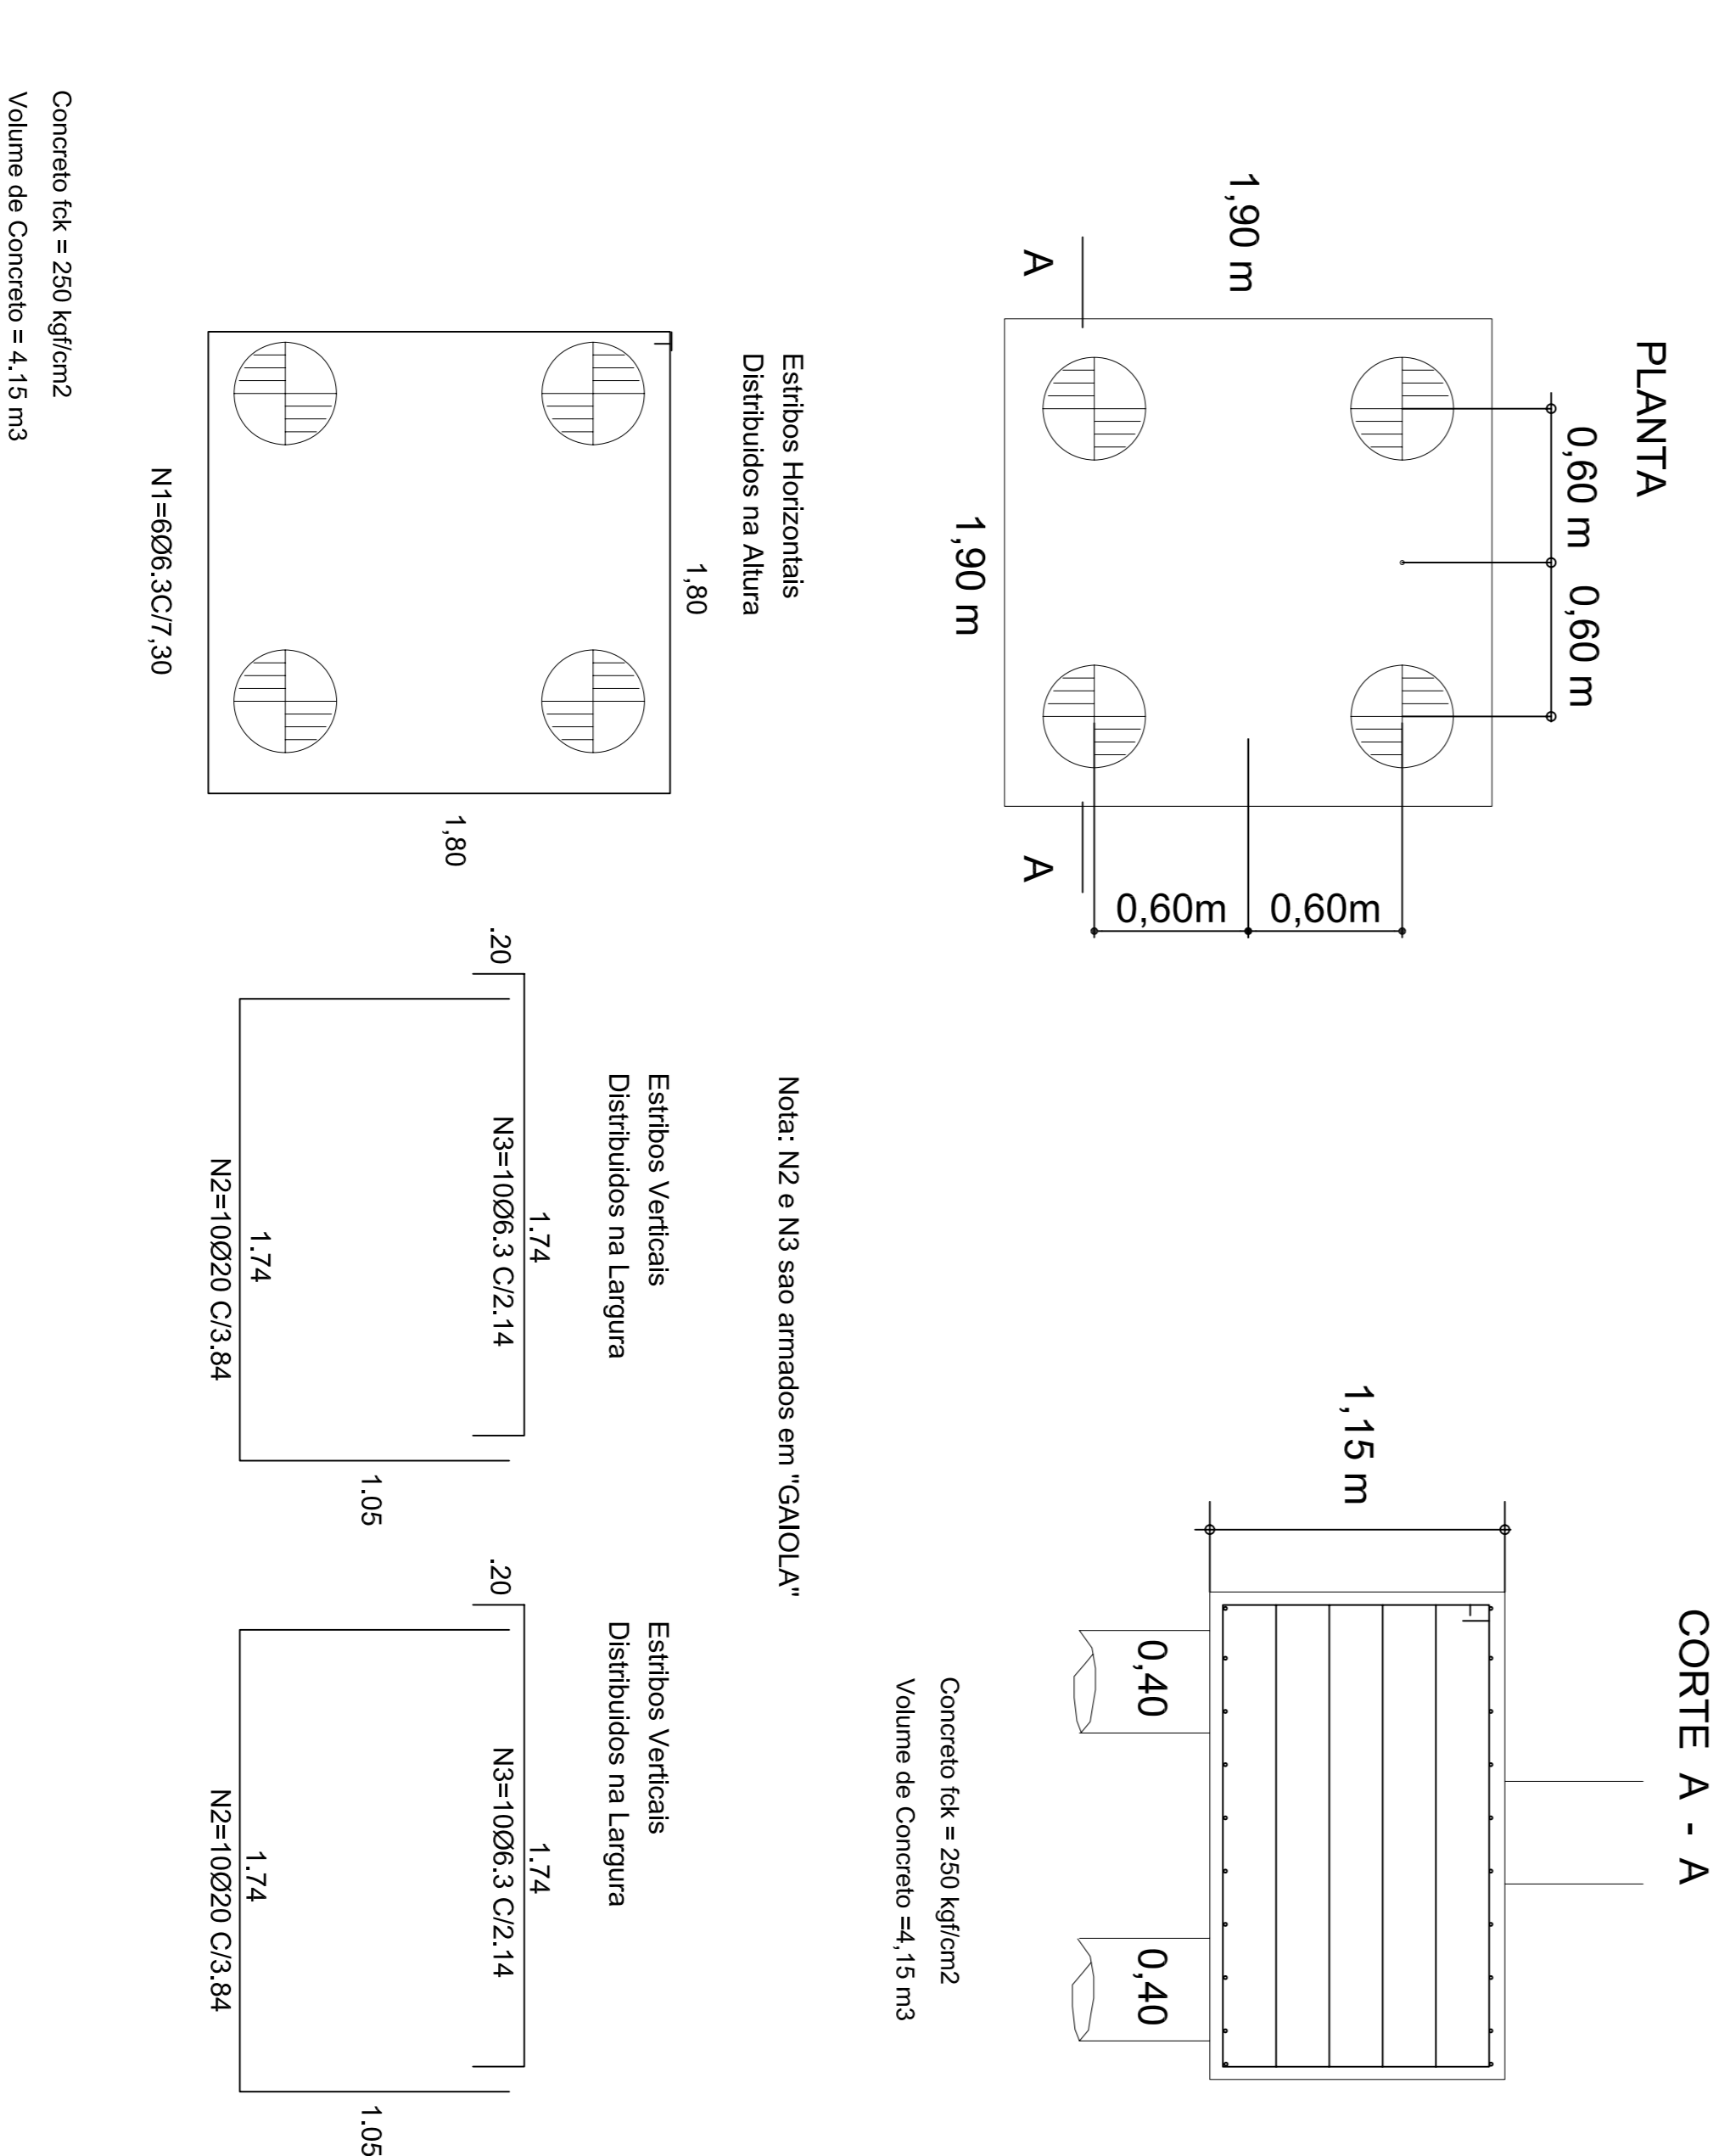 PLANTA
0,60 m
0,60 m
1,90 m
A
A
1,90 m
0,60m
0,60m
CORTE A - A
1,15 m
0,40
0,40
Concreto fck = 250 kgf/cm2
Volume de Concreto =4,15 m3
Estribos Horizontais
Distribuidos na Altura
1,80
1,80
N1=6Ø6.3C/7,30
Nota: N2 e N3 sao armados em "GAIOLA"
Estribos Verticais
Distribuidos na Largura
1.74
.20
N3=10Ø6.3 C/2.14
1.05
1.74
N2=10Ø20 C/3.84
Estribos Verticais
Distribuidos na Largura
1.74
.20
N3=10Ø6.3 C/2.14
1.05
1.74
N2=10Ø20 C/3.84
Concreto fck = 250 kgf/cm2
Volume de Concreto = 4.15 m3